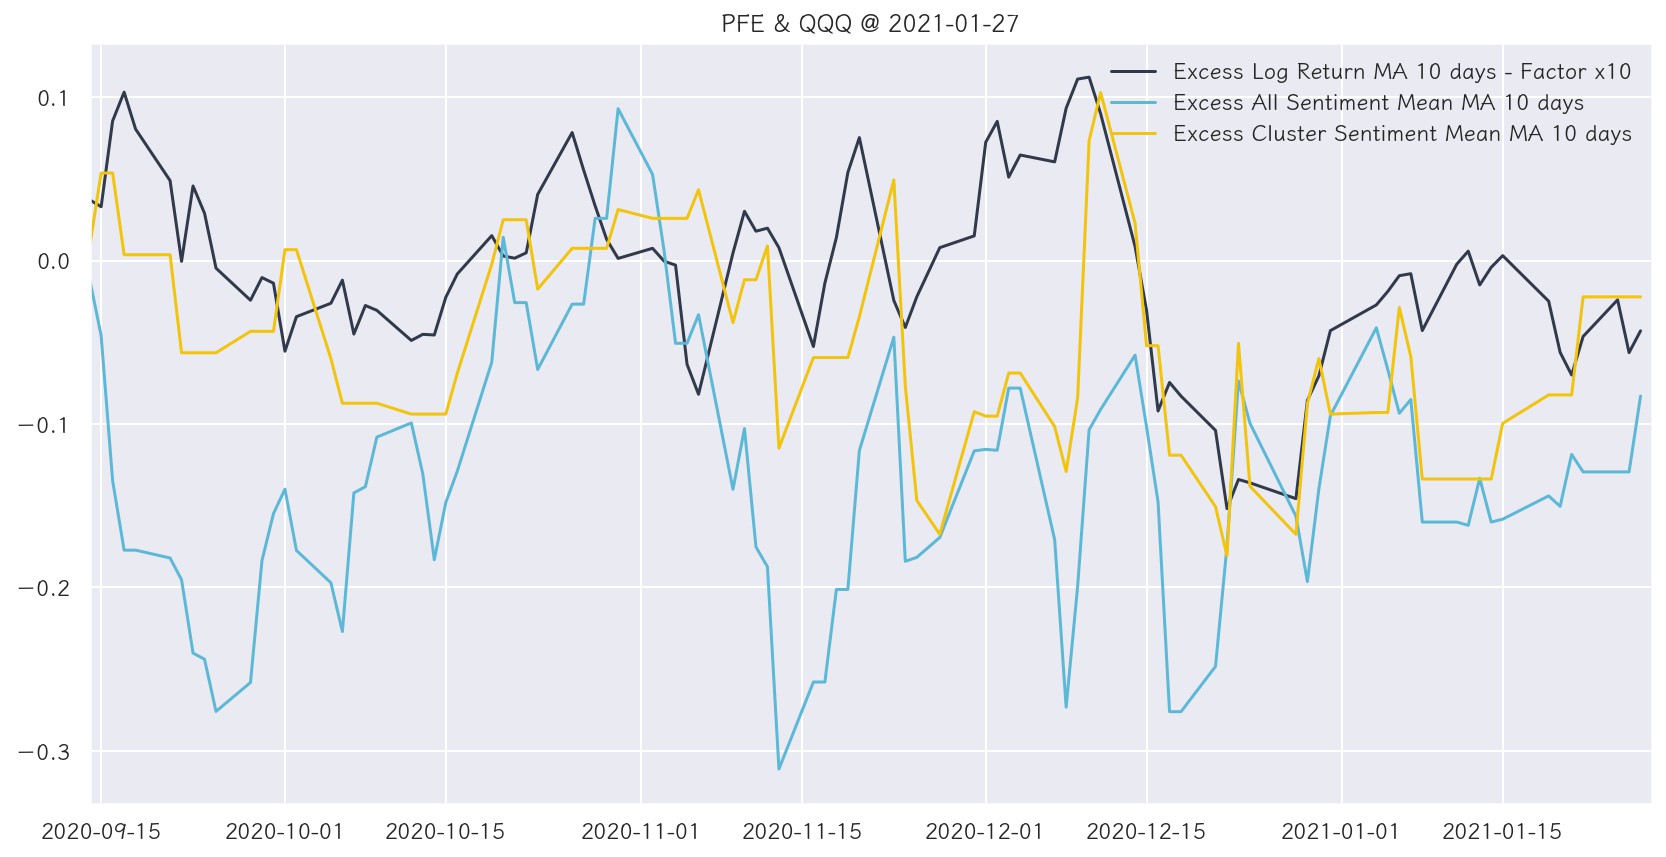 PFE & QQQ @ 2021-01-27
Excess Log Return MA 10 days - Factor x10
Excess All Sentiment Mean MA 10 days
Excess Cluster Sentiment Mean MA 10 days
0.1
0.0
−0.1
−0.2
−0.3
2020-09-15 2020-10-01 2020-10-15 2020-11-01 2020-11-15 2020-12-01 2020-12-15 2021-01-01 2021-01-15